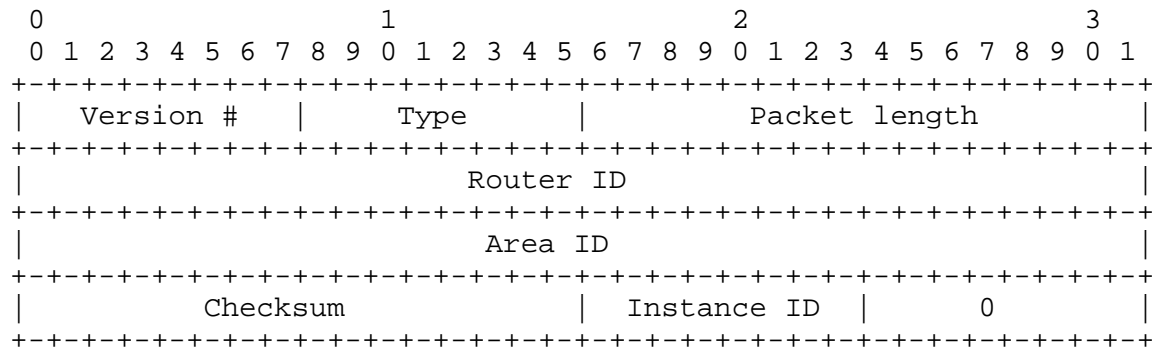 0                   1                   2                   3
 0 1 2 3 4 5 6 7 8 9 0 1 2 3 4 5 6 7 8 9 0 1 2 3 4 5 6 7 8 9 0 1
+-+-+-+-+-+-+-+-+-+-+-+-+-+-+-+-+-+-+-+-+-+-+-+-+-+-+-+-+-+-+-+-+
|   Version #   |     Type      |         Packet length         |
+-+-+-+-+-+-+-+-+-+-+-+-+-+-+-+-+-+-+-+-+-+-+-+-+-+-+-+-+-+-+-+-+
|                         Router ID                             |
+-+-+-+-+-+-+-+-+-+-+-+-+-+-+-+-+-+-+-+-+-+-+-+-+-+-+-+-+-+-+-+-+
|                          Area ID                              |
+-+-+-+-+-+-+-+-+-+-+-+-+-+-+-+-+-+-+-+-+-+-+-+-+-+-+-+-+-+-+-+-+
|          Checksum             |  Instance ID  |      0        |
+-+-+-+-+-+-+-+-+-+-+-+-+-+-+-+-+-+-+-+-+-+-+-+-+-+-+-+-+-+-+-+-+